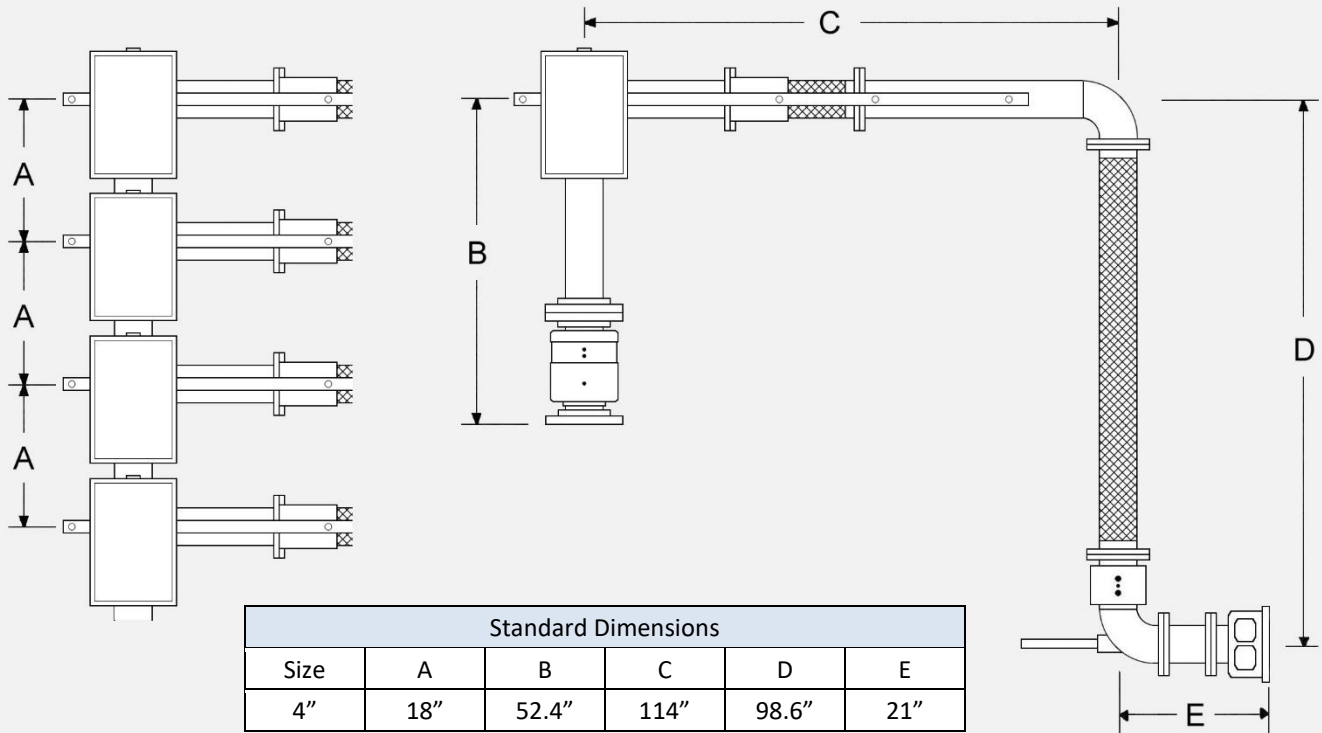 C
A
B
A
D
A
E
Standard Dimensions
Size A B C D E
4” 18” 52.4” 114” 98.6” 21”